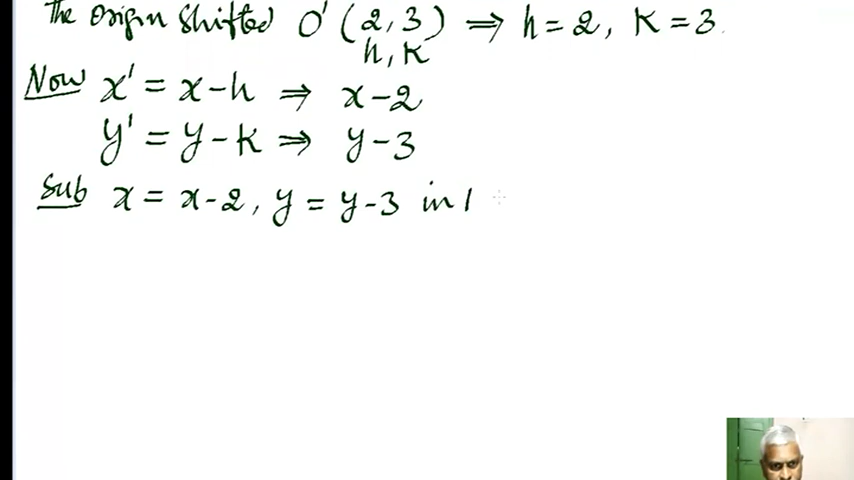 The Origin Shifted O' (2, 3) ⇒ h = 2, K = 3.
h, K
Now x' = x - h ⇒ x - 2
y' = y - K ⇒ y - 3
Sub x = x - 2, y = y - 3 in 1